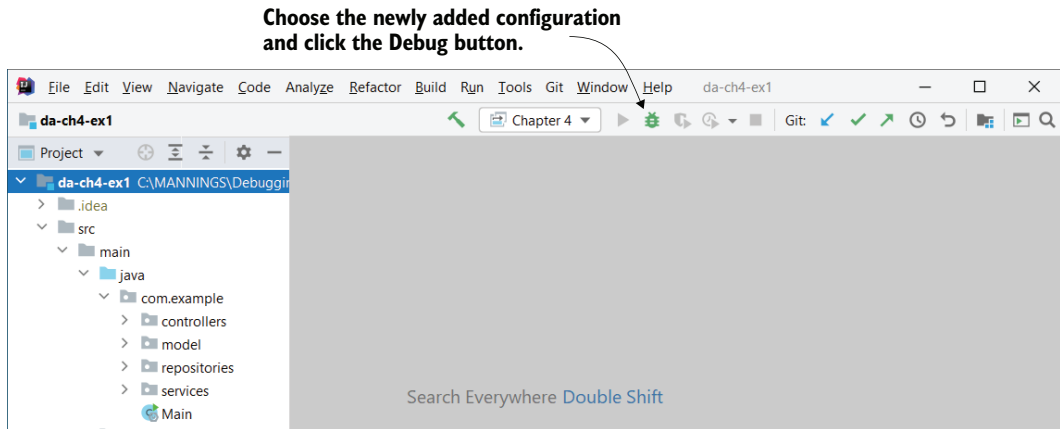 Choose the newly added configuration
and click the Debug button.
File Edit View Navigate Code Analyze Refactor Build Run Tools Git Window Help da-ch4-ex1
da-ch4-ex1 Chapter 4 Git:
Project
da-ch4-ex1 C:\MANNINGS\Debuggin
.idea
src
main
java
com.example
controllers
model
repositories
services
Main
Search Everywhere Double Shift